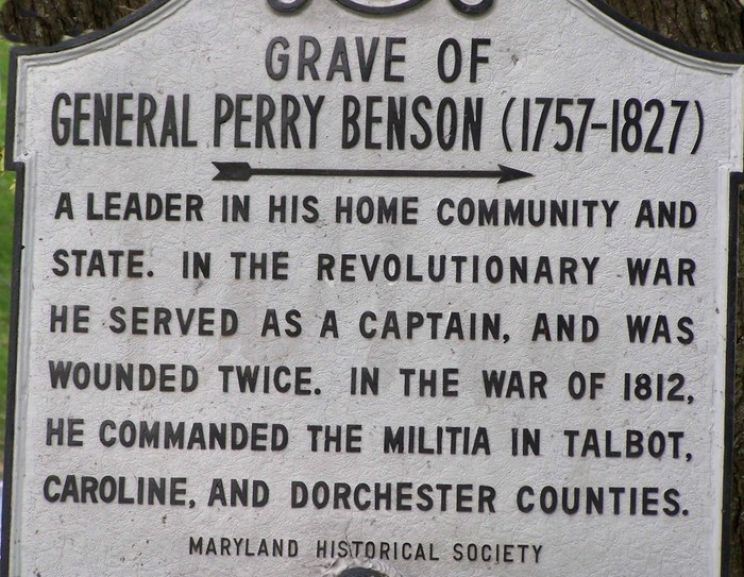 GRAVE OF
GENERAL PERRY BENSON (1757-1827)
A LEADER IN HIS HOME COMMUNITY AND
STATE. IN THE REVOLUTIONARY WAR
HE SERVED AS A CAPTAIN, AND WAS
WOUNDED TWICE. IN THE WAR OF 1812,
HE COMMANDED THE MILITIA IN TALBOT,
CAROLINE, AND DORCHESTER COUNTIES.
MARYLAND HISTORICAL SOCIETY